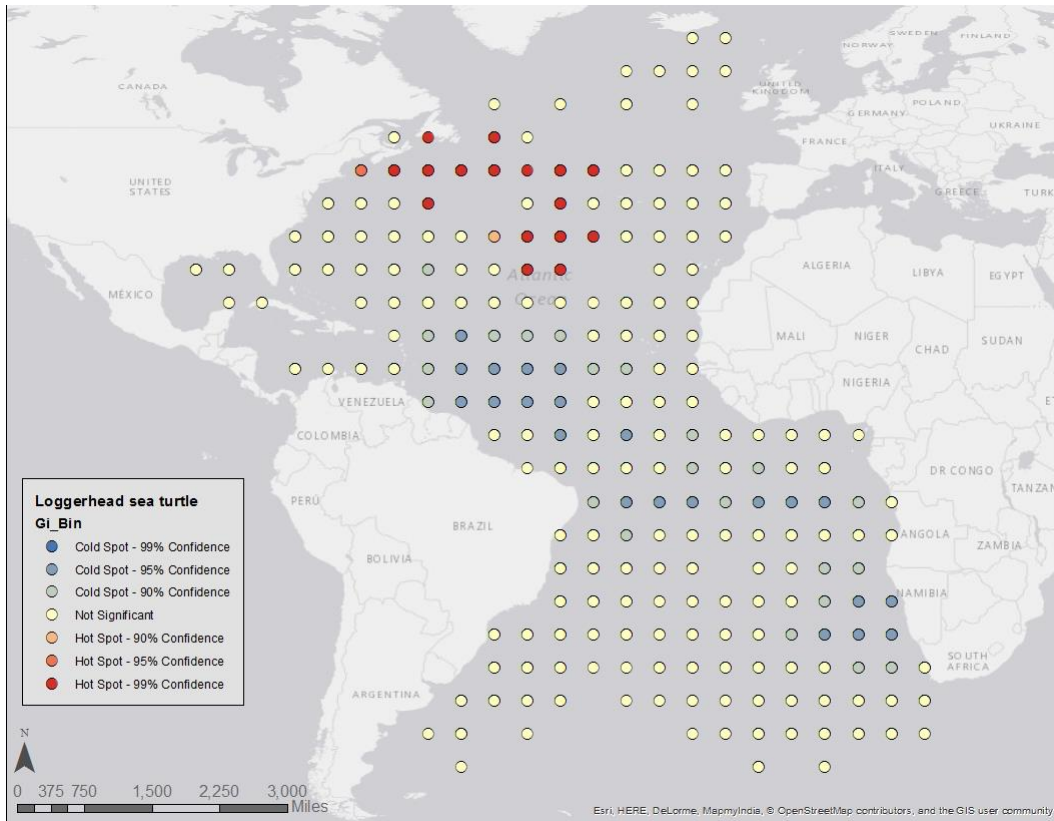 SWEDEN
FINLAND
NORWAY
CANADA
UNITED
KINGDOM
POLAND
GERMANY
UKRAINE
FRANCE
ITALY
UNITED
STATES
GREECE
TURK
ALGERIA
LIBYA
EGYPT
Atlantic
Ocean
MÉXICO
MALI
NIGER
SUDAN
CHAD
NIGERIA
ET
VENEZUELA
COLOMBIA
DR CONGO
TANZAN
PERÚ
BRAZIL
ANGOLA
ZAMBIA
BOLIVIA
NAMIBIA
SOUTH
AFRICA
ARGENTINA
Loggerhead sea turtle
Gi_Bin
Cold Spot - 99% Confidence
Cold Spot - 95% Confidence
Cold Spot - 90% Confidence
Not Significant
Hot Spot - 90% Confidence
Hot Spot - 95% Confidence
Hot Spot - 99% Confidence
N
0 375 750 1,500 2,250 3,000
Miles
Esri, HERE, DeLorme, MapmyIndia, © OpenStreetMap contributors, and the GIS user community